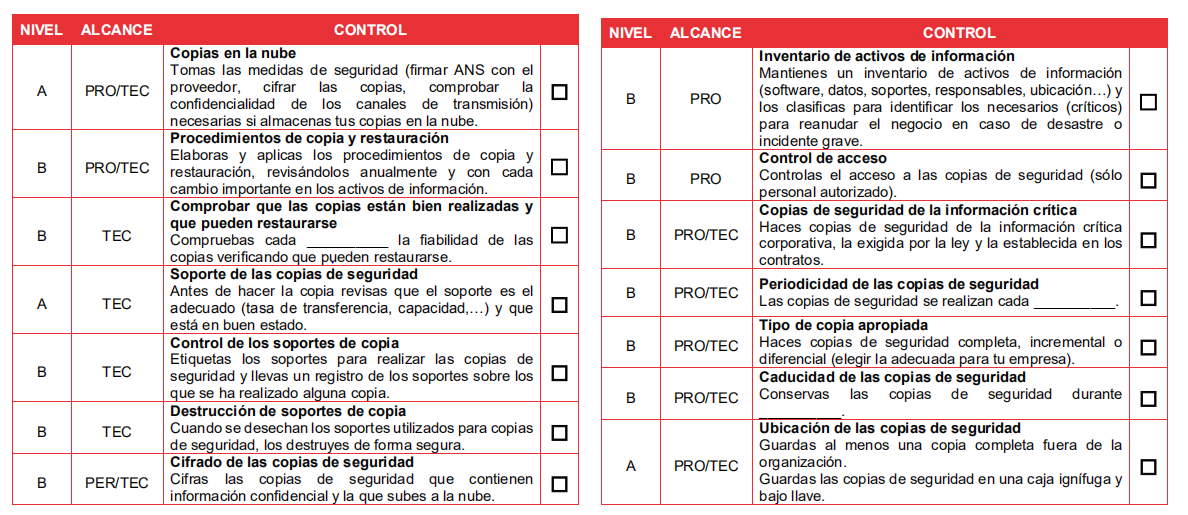 NIVEL ALCANCE CONTROL
A PRO/TEC
Copias en la nube
Tomas las medidas de seguridad (firmar ANS con el
proveedor, cifrar las copias, comprobar la
confidencialidad de los canales de transmisión)
necesarias si almacenas tus copias en la nube.
B PRO/TEC
Procedimientos de copia y restauración
Elaboras y aplicas los procedimientos de copia y
restauración, revisándolos anualmente y con cada
cambio importante en los activos de información.
B TEC
Comprobar que las copias están bien realizadas y
que pueden restaurarse
Compruebas cada __________ la fiabilidad de las
copias verificando que pueden restaurarse.
A TEC
Soporte de las copias de seguridad
Antes de hacer la copia revisas que el soporte es el
adecuado (tasa de transferencia, capacidad,…) y que
está en buen estado.
B TEC
Control de los soportes de copia
Etiquetas los soportes para realizar las copias de
seguridad y llevas un registro de los soportes sobre los
que se ha realizado alguna copia.
B TEC
Destrucción de soportes de copia
Cuando se desechan los soportes utilizados para copias
de seguridad, los destruyes de forma segura.
B PER/TEC
Cifrado de las copias de seguridad
Cifras las copias de seguridad que contienen
información confidencial y la que subes a la nube.
NIVEL ALCANCE CONTROL
B PRO
Inventario de activos de información
Mantienes un inventario de activos de información
(software, datos, soportes, responsables, ubicación…) y
los clasificas para identificar los necesarios (críticos)
para reanudar el negocio en caso de desastre o
incidente grave.
B PRO
Control de acceso
Controlas el acceso a las copias de seguridad (sólo
personal autorizado).
B PRO/TEC
Copias de seguridad de la información crítica
Haces copias de seguridad de la información crítica
corporativa, la exigida por la ley y la establecida en los
contratos.
B PRO/TEC
Periodicidad de las copias de seguridad
Las copias de seguridad se realizan cada __________.
B PRO/TEC
Tipo de copia apropiada
Haces copias de seguridad completa, incremental o
diferencial (elegir la adecuada para tu empresa).
B PRO/TEC
Caducidad de las copias de seguridad
Conservas las copias de seguridad durante
__________.
A PRO/TEC
Ubicación de las copias de seguridad
Guardas al menos una copia completa fuera de la
organización.
Guardas las copias de seguridad en una caja ignífuga y
bajo llave.